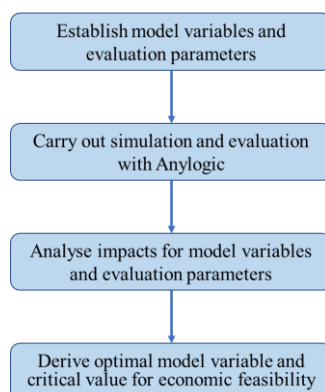 Establish model variables and
evaluation parameters
Carry out simulation and evaluation
with Anylogic
Analyse impacts for model variables
and evaluation parameters
Derive optimal model variable and
critical value for economic feasibility